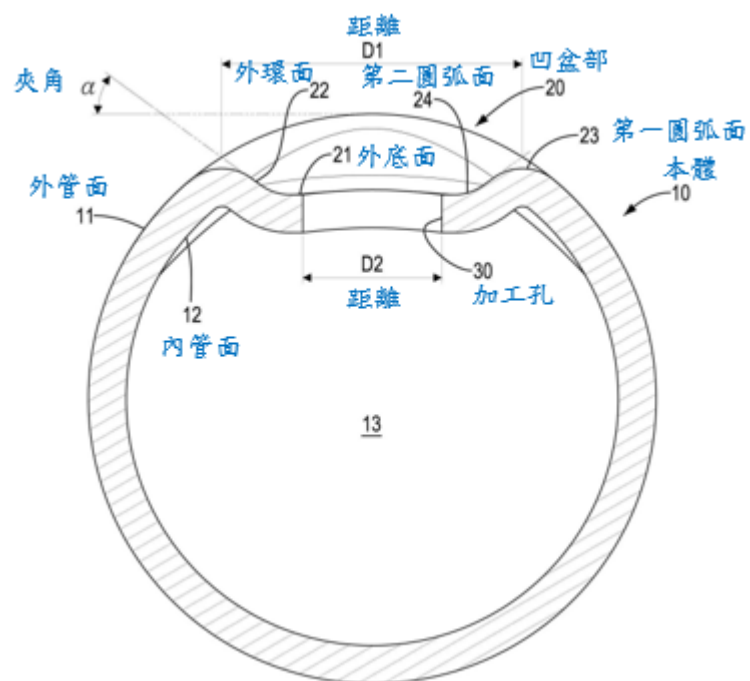 距離
D1
夾角 α
外環面
22
第二圓弧面
24
凹盆部
20
21 外底面
23 第一圓弧面
外管面
11
本體
10
D2
距離
30
加工孔
12
內管面
13